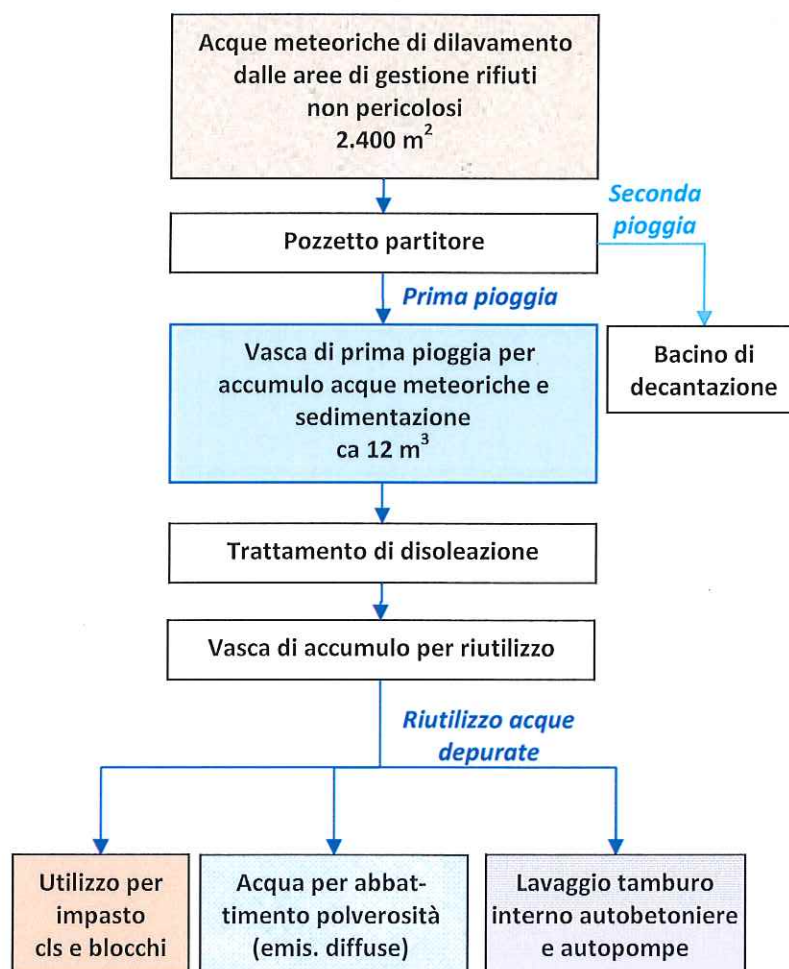 Acque meteoriche di dilavamento
dalle aree di gestione rifiuti
non pericolosi
2.400 m²
Seconda
pioggia
Pozzetto partitore
Prima pioggia
Vasca di prima pioggia per
accumulo acque meteoriche e
sedimentazione
ca 12 m³
Bacino di
decantazione
Trattamento di disoleazione
Vasca di accumulo per riutilizzo
Riutilizzo acque
depurate
Utilizzo per
impasto
cls e blocchi
Acqua per abbat-
timento polverosità
(emis. diffuse)
Lavaggio tamburo
interno autobetoniere
e autopompe